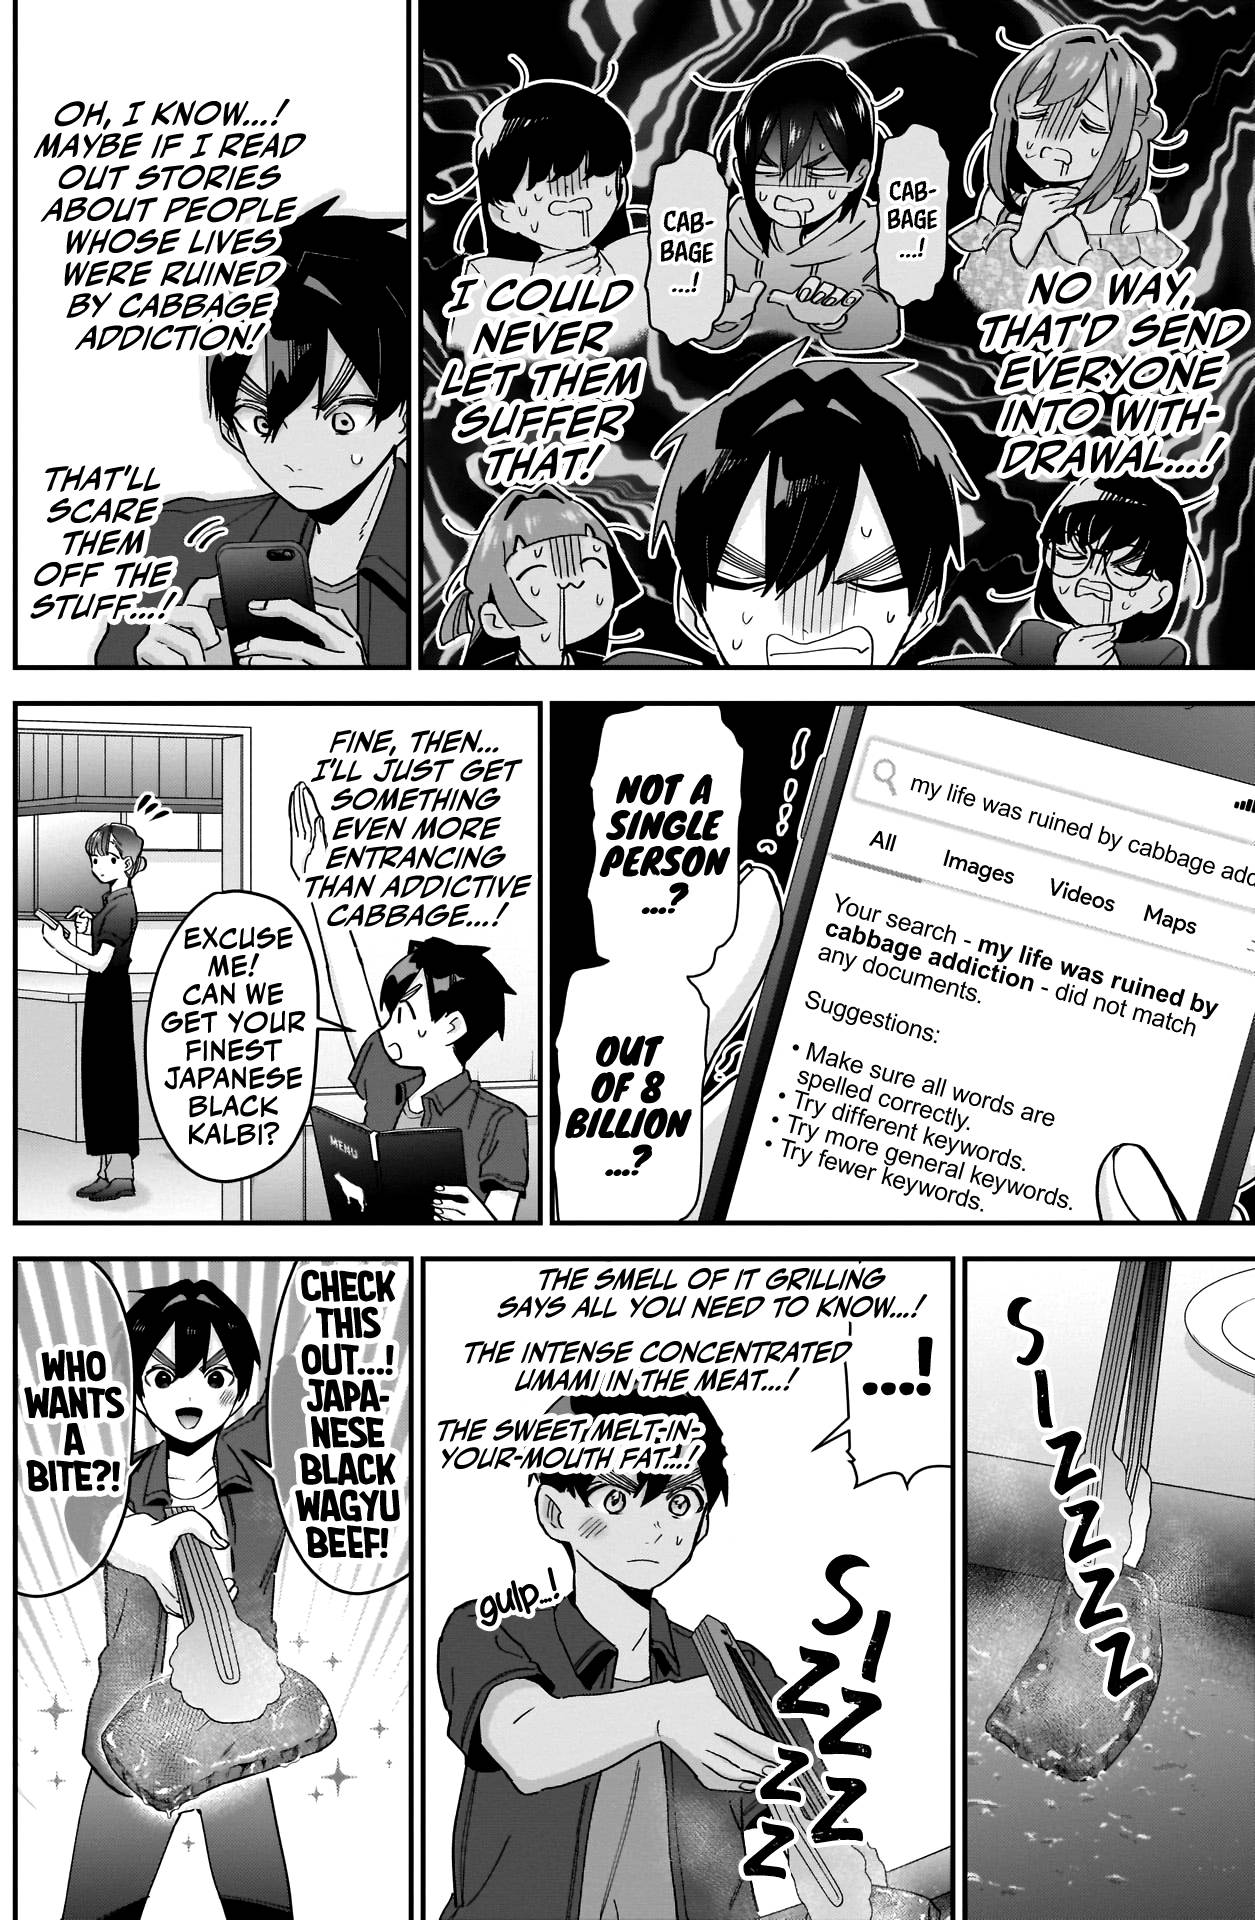 NO WAY,
THAT'D SEND
EVERYONE
INTO WITH-
DRAWAL...!
CAB-
BAGE
...!
CAB-
BAGE
...!
I COULD
NEVER
LET THEM
SUFFER
THAT!
OH, I KNOW...!
MAYBE IF I READ
OUT STORIES
ABOUT PEOPLE
WHOSE LIVES
WERE RUINED
BY CABBAGE
ADDICTION!
THAT'LL
SCARE
THEM
OFF THE
STUFF...!
my life was ruined by cabbage add
All Images Videos Maps
Your search - my life was ruined by
cabbage addiction - did not match
any documents.
Suggestions:
• Make sure all words are
spelled correctly.
• Try different keywords.
• Try more general keywords.
• Try fewer keywords.
NOT A
SINGLE
PERSON
...?
OUT
OF 8
BILLION
...?
FINE, THEN...
I'LL JUST GET
SOMETHING
EVEN MORE
ENTRANCING
THAN ADDICTIVE
CABBAGE...!
EXCUSE
ME!
CAN WE
GET YOUR
FINEST
JAPANESE
BLACK
KALBI?
MENU
SIZZZZZ
...!
THE SMELL OF IT GRILLING
SAYS ALL YOU NEED TO KNOW...!
THE INTENSE CONCENTRATED
UMAMI IN THE MEAT...!
THE SWEET, MELT-IN-
YOUR-MOUTH FAT...!
gulp...!
SIZZZZZZ
CHECK
THIS
OUT...!
JAPA-
NESE
BLACK
WAGYU
BEEF!
WHO
WANTS
A
BITE?!